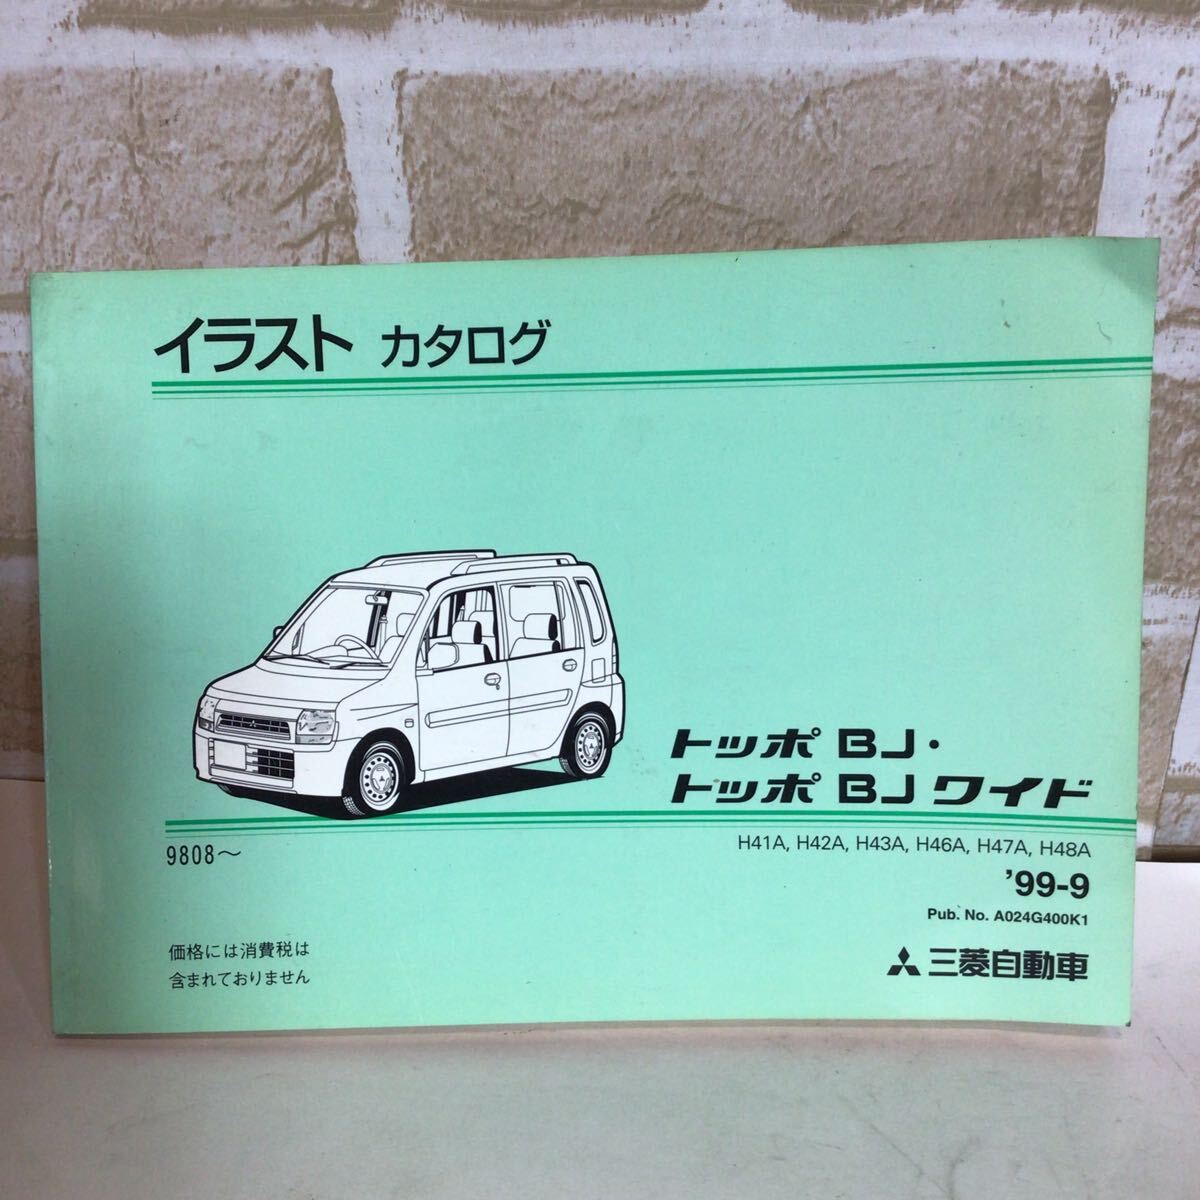 イラスト カタログ
トッポ BJ・
トッポ BJ ワイド
9808～
H41A, H42A, H43A, H46A, H47A, H48A
’99-9
Pub. No. A024G400K1
価格には消費税は
含まれておりません
三菱自動車